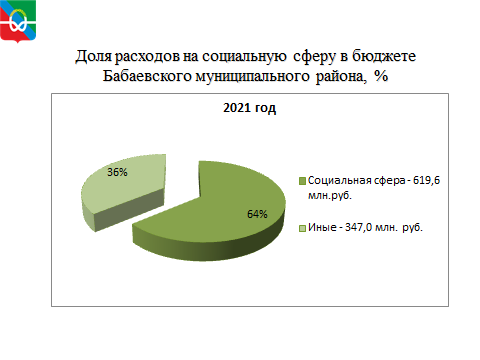 Доля расходов на социальную сферу в бюджете
Бабаевского муниципального района, %
2021 год
36%
64%
Социальная сфера - 619,6
млн.руб.
Иные - 347,0 млн. руб.